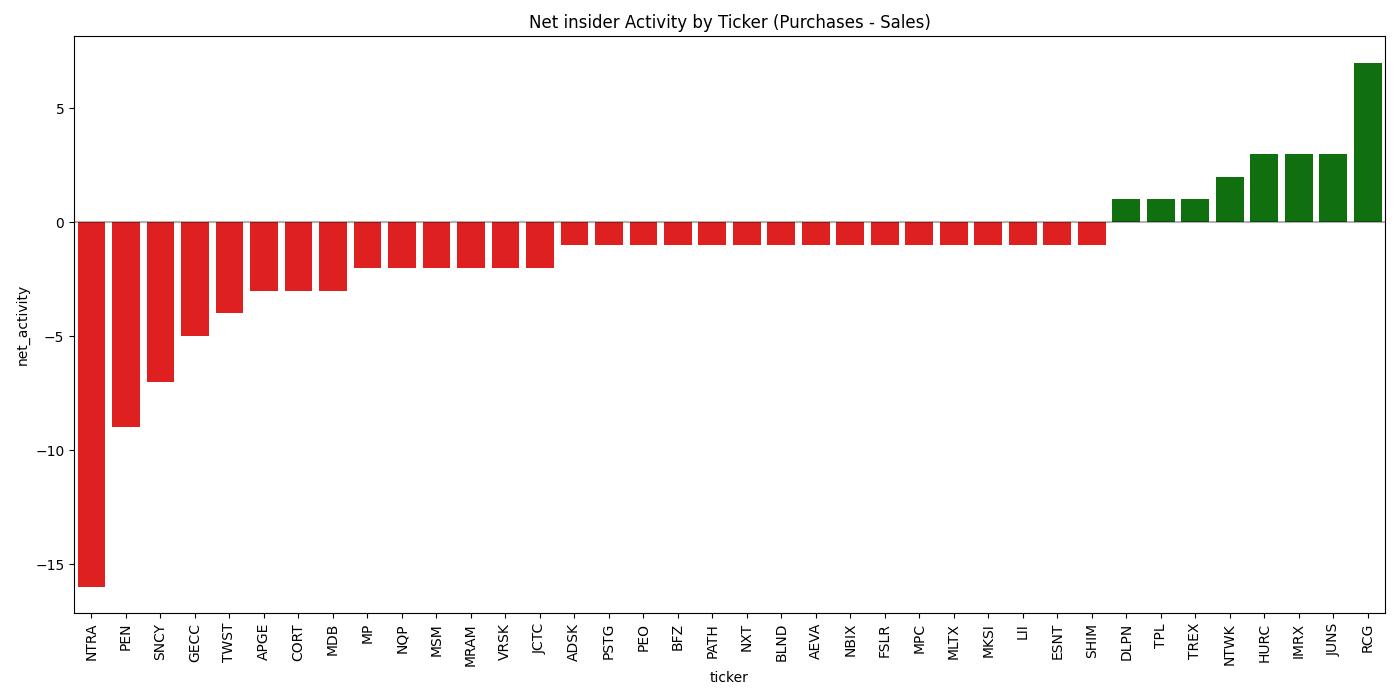 Net insider Activity by Ticker (Purchases - Sales)
net_activity
5
0
−5
−10
−15
NTRA
PEN
SNCY
GECC
TWST
APGE
CORT
MDB
MP
NQP
MSM
MRAM
VRSK
JCTC
ADSK
PSTG
PEO
BFZ
PATH
NXT
BLND
AEVA
NBIX
FSLR
MPC
MLTX
MKSI
LII
ESNT
SHIM
DLPN
TPL
TREX
NTWK
HURC
IMRX
JUNS
RCG
ticker